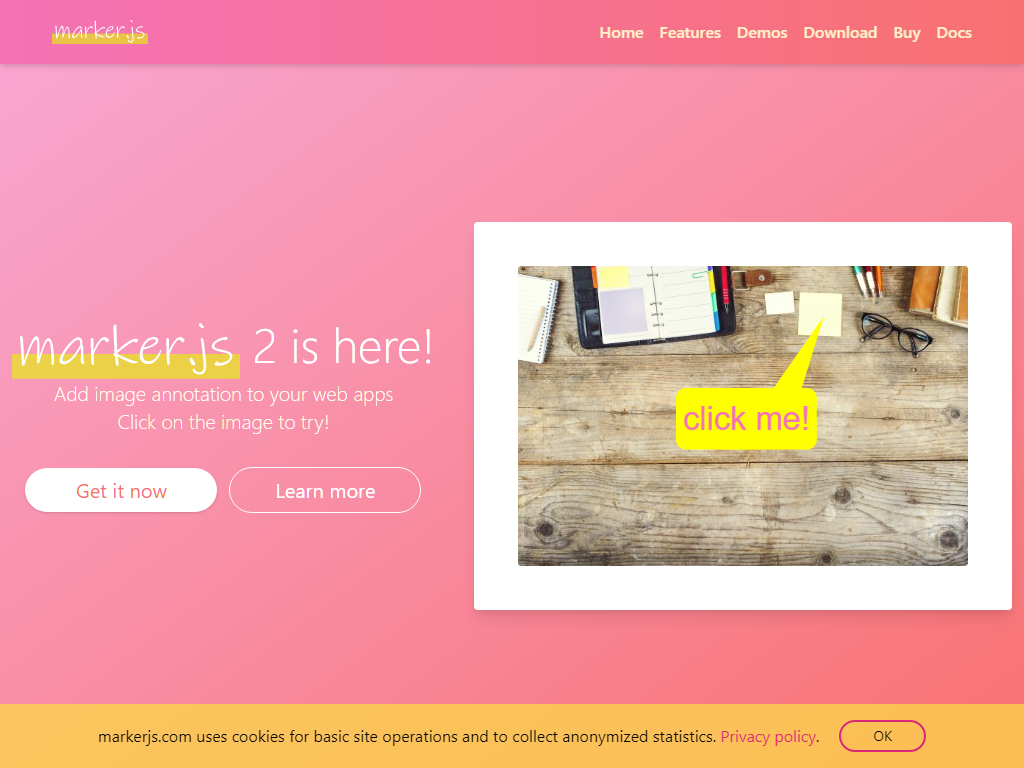 marker.js
Home Features Demos Download Buy Docs
marker.js 2 is here!
Add image annotation to your web apps
Click on the image to try!
Get it now
Learn more
click me!
markerjs.com uses cookies for basic site operations and to collect anonymized statistics. Privacy policy.
OK